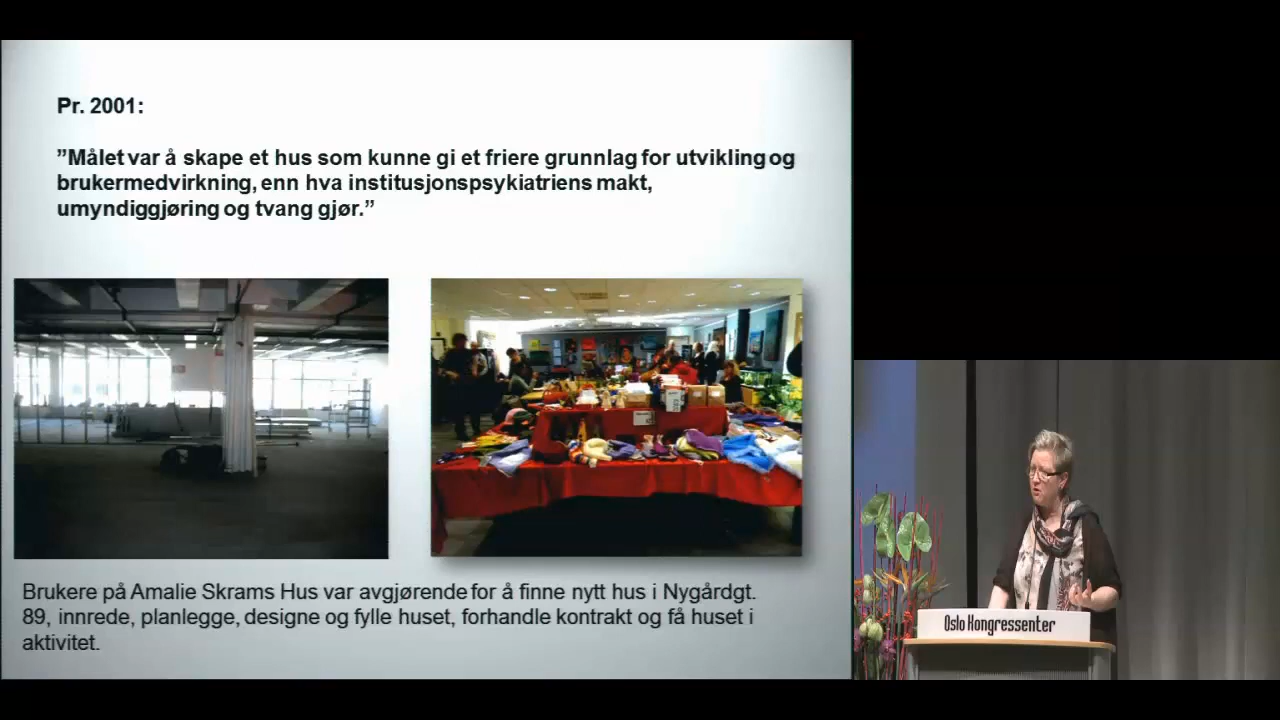 Pr. 2001:
”Målet var å skape et hus som kunne gi et friere grunnlag for utvikling og
brukermedvirkning, enn hva institusjonspsykiatriens makt,
umyndiggjøring og tvang gjør.”
Brukere på Amalie Skrams Hus var avgjørende for å finne nytt hus i Nygårdgt.
89, innrede, planlegge, designe og fylle huset, forhandle kontrakt og få huset i
aktivitet.
Oslo Kongressenter